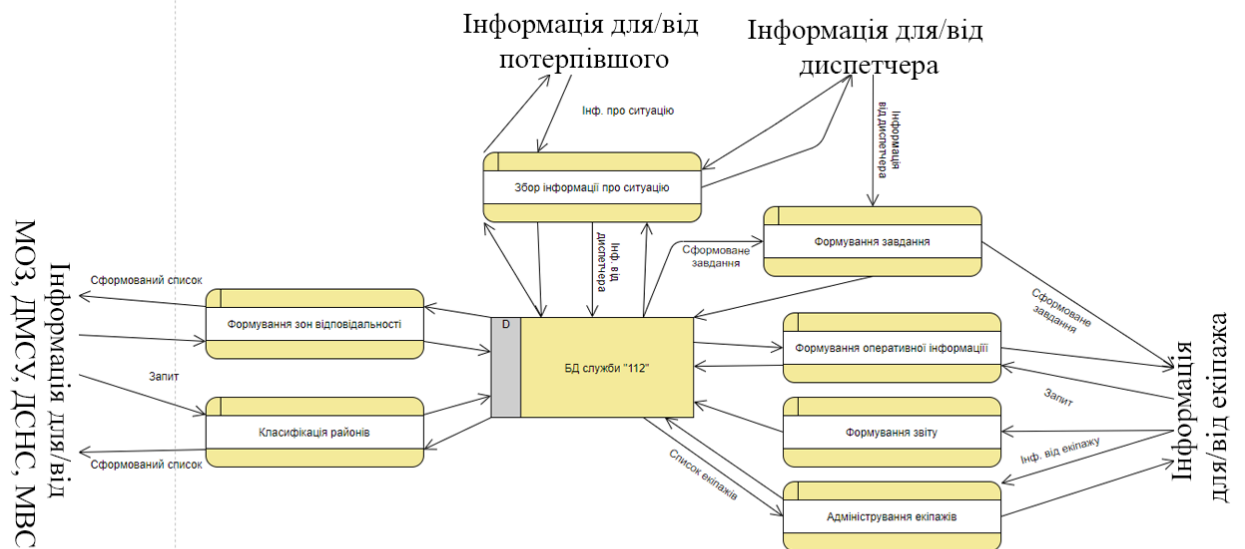 Інформація для/від
потерпівшого
Інформація для/від
диспетчера
Інф. про ситуацію
Інформація
від диспетчера
Збор інформації про ситуацію
Формування завдання
Сформоване
завдання
Інф. від
диспетчера
Сформований список
Формування зон відповідальності
D
БД служби "112"
Формування оперативної інформаціїї
Сформоване
завдання
Інформація для/від
МОЗ, ДМСУ, ДСНС, МВС
Запит
Класифікація районів
Сформований список
Запит
Формування звіту
Інф. від екіпажу
Інформація
для/від екіпажа
Список екіпажів
Адміністрування екіпажів